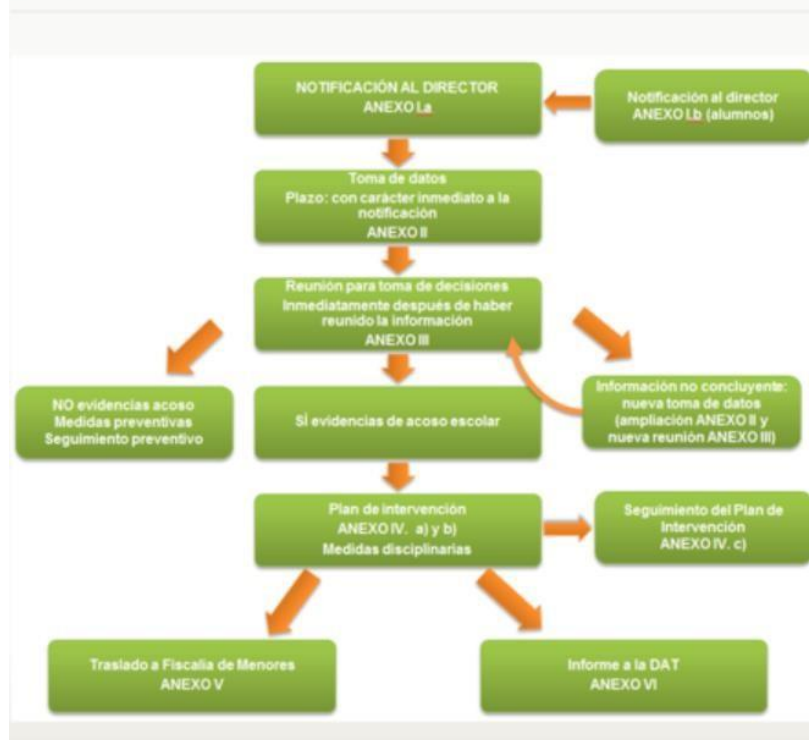 NOTIFICACIÓN AL DIRECTOR
ANEXO I.a
Notificación al director
ANEXO I.b (alumnos)
Toma de datos
Plazo: con carácter inmediato a la
notificación
ANEXO II
Reunión para toma de decisiones
Inmediatamente después de haber
reunido la información
ANEXO III
NO evidencias acoso
Medidas preventivas
Seguimiento preventivo
SÍ evidencias de acoso escolar
Información no concluyente:
nueva toma de datos
(ampliación ANEXO II y
nueva reunión ANEXO III)
Plan de intervención
ANEXO IV. a) y b)
Medidas disciplinarias
Seguimiento del Plan de
Intervención
ANEXO IV. c)
Traslado a Fiscalia de Menores
ANEXO V
Informe a la DAT
ANEXO VI